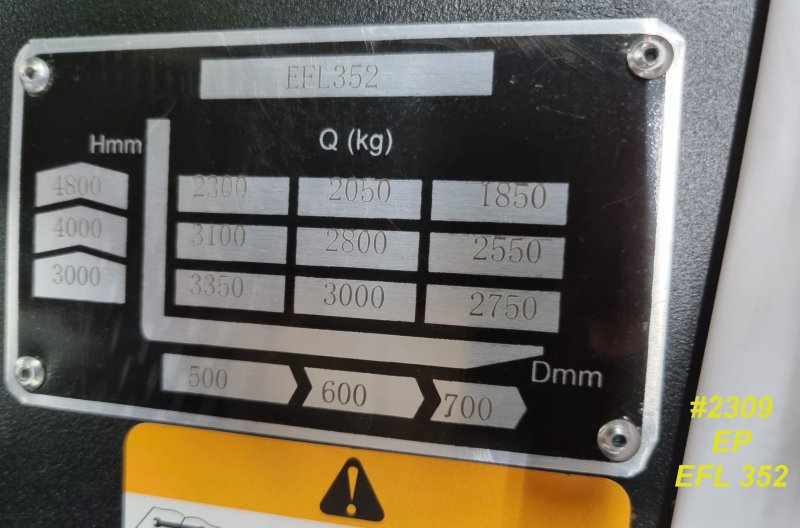 EFL352
Hmm
Q (kg)
4800 2300 2050 1850
4000 3100 2800 2550
3000 3350 3000 2750
500 600 700
Dmm
#2309
EP
EFL 352